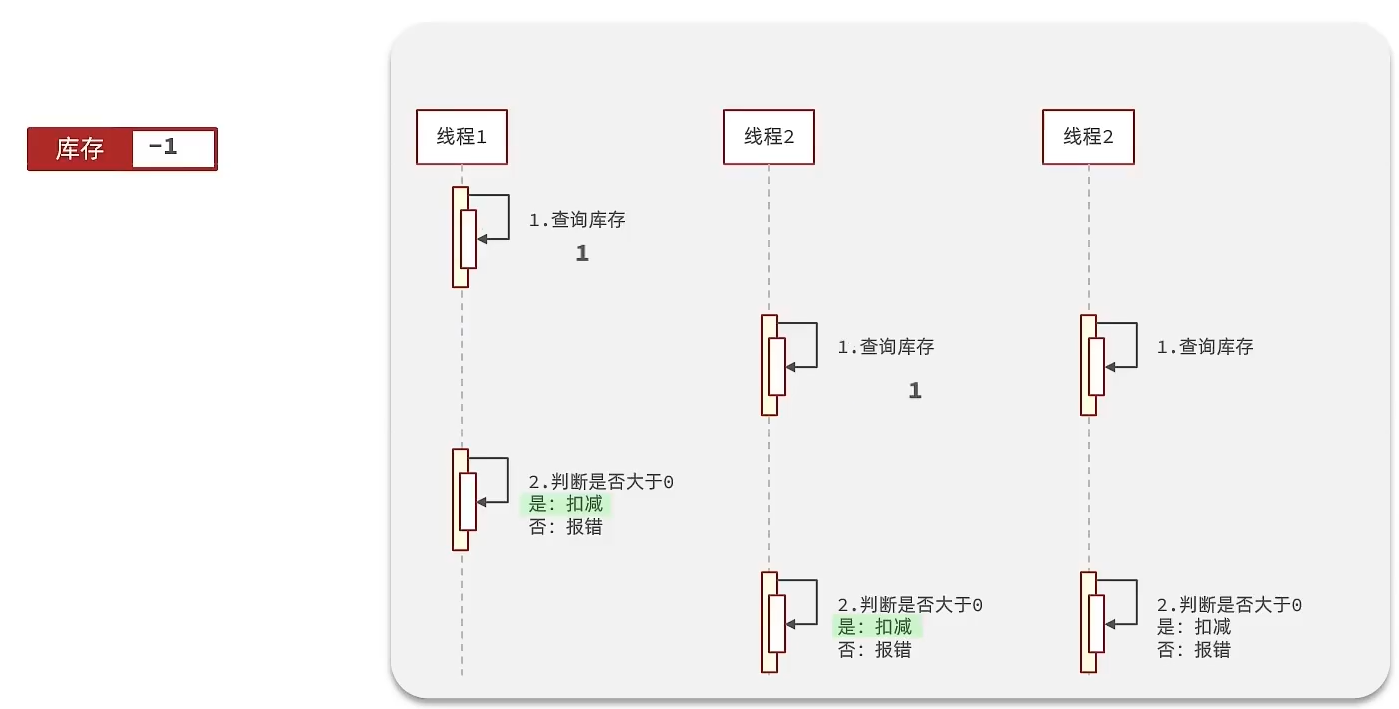 库存 -1
线程1
线程2
线程2
1.查询库存
1
1.查询库存
1
1.查询库存
2.判断是否大于0
是：扣减
否：报错
2.判断是否大于0
是：扣减
否：报错
2.判断是否大于0
是：扣减
否：报错